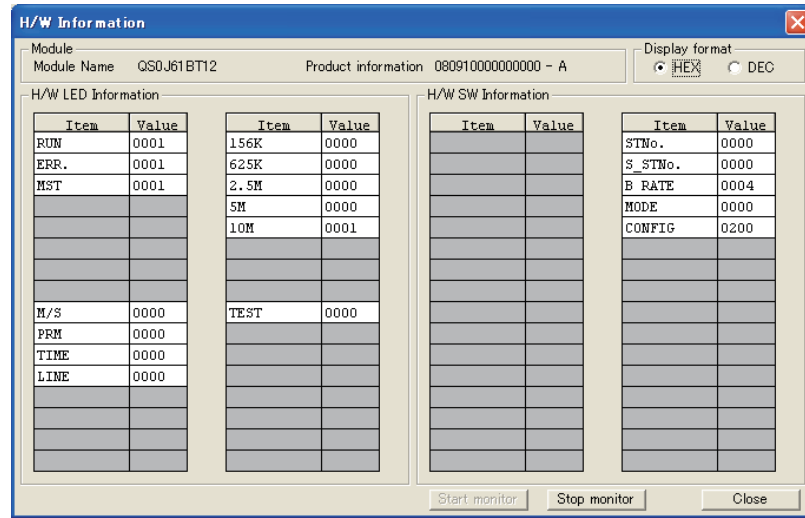 H/W Information
Module
Module Name QS0J61BT12 Product information 080910000000000 - A
Display format
HEX DEC
H/W LED Information
Item Value Item Value
RUN 0001 156K 0000
ERR. 0001 625K 0000
MST 0001 2.5M 0000
5M 0000
10M 0001
M/S 0000 TEST 0000
PRM 0000
TIME 0000
LINE 0000
H/W SW Information
Item Value Item Value
STNo. 0000
S_STNo. 0000
B RATE 0004
MODE 0000
CONFIG 0200
Start monitor Stop monitor Close